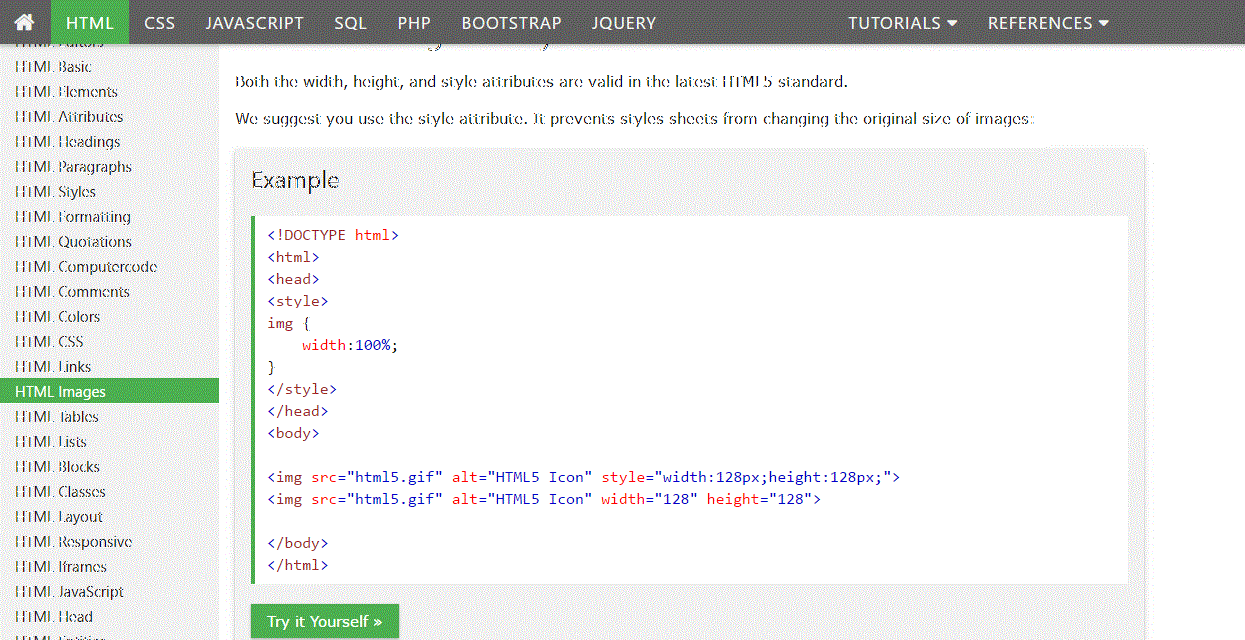 HTML CSS JAVASCRIPT SQL PHP BOOTSTRAP JQUERY TUTORIALS REFERENCES
HTML Editors
HTML Basic
HTML Elements
HTML Attributes
HTML Headings
HTML Paragraphs
HTML Styles
HTML Formatting
HTML Quotations
HTML Computercode
HTML Comments
HTML Colors
HTML CSS
HTML Links
HTML Images
HTML Tables
HTML Lists
HTML Blocks
HTML Classes
HTML Layout
HTML Responsive
HTML Iframes
HTML JavaScript
HTML Head
HTML Entities
Both the width, height, and style attributes are valid in the latest HTML5 standard.
We suggest you use the style attribute. It prevents styles sheets from changing the original size of images:
Example
<!DOCTYPE html>
<html>
<head>
<style>
img {
    width:100%;
}
</style>
</head>
<body>
<img src="html5.gif" alt="HTML5 Icon" style="width:128px;height:128px;">
<img src="html5.gif" alt="HTML5 Icon" width="128" height="128">
</body>
</html>
Try it Yourself »